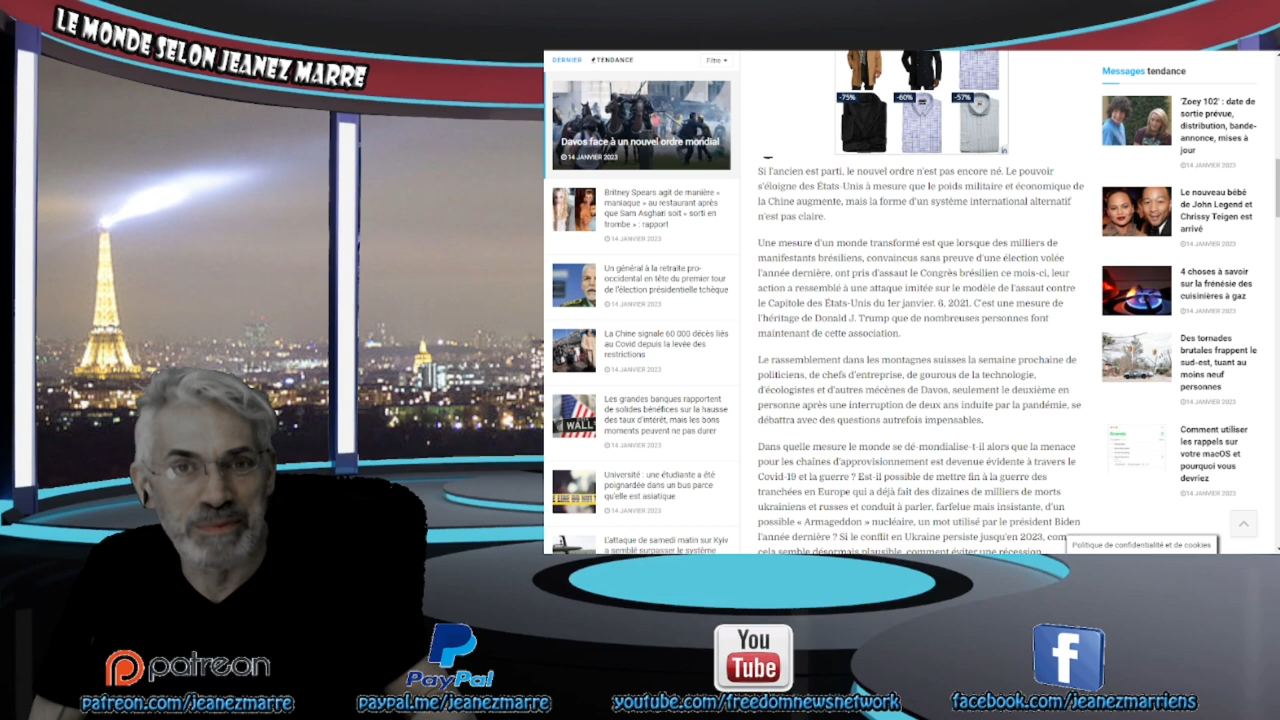 LE MONDE SELON JEANEZ MARRE
DERNIER
TENDANCE
Filtre
Davos face à un nouvel ordre mondial
14 JANVIER 2023
Britney Spears agit de manière «
maniaque » au restaurant après
que Sam Asghari soit « sorti en
trombe » : rapport
14 JANVIER 2023
Un général à la retraite pro-
occidental en tête du premier tour
de l'élection présidentielle tchèque
14 JANVIER 2023
La Chine signale 60 000 décès liés
au Covid depuis la levée des
restrictions
14 JANVIER 2023
WALL
Les grandes banques rapportent
de solides bénéfices sur la hausse
des taux d'intérêt, mais les bons
moments peuvent ne pas durer
14 JANVIER 2023
Université : une étudiante a été
poignardée dans un bus parce
qu'elle est asiatique
14 JANVIER 2023
L'attaque de samedi matin sur Kyiv
a semblé surpasser le système
-75%
-60%
-57%
Si l'ancien est parti, le nouvel ordre n'est pas encore né. Le pouvoir
s'éloigne des États-Unis à mesure que le poids militaire et économique de
la Chine augmente, mais la forme d'un système international alternatif
n'est pas claire.
Une mesure d'un monde transformé est que lorsque des milliers de
manifestants brésiliens, convaincus sans preuve d'une élection volée
l'année dernière, ont pris d'assaut le Congrès brésilien ce mois-ci, leur
action a ressemblé à une attaque imitée sur le modèle de l'assaut contre
le Capitole des États-Unis du 1er janvier. 6, 2021. C'est une mesure de
l'héritage de Donald J. Trump que de nombreuses personnes font
maintenant de cette association.
Le rassemblement dans les montagnes suisses la semaine prochaine de
politiciens, de chefs d'entreprise, de gourous de la technologie,
d'écologistes et d'autres mécènes de Davos, seulement le deuxième en
personne après une interruption de deux ans induite par la pandémie, se
débattra avec des questions autrefois impensables.
Dans quelle mesure le monde se dé-mondialise-t-il alors que la menace
pour les chaînes d'approvisionnement est devenue évidente à travers le
Covid-19 et la guerre ? Est-il possible de mettre fin à la guerre des
tranchées en Europe qui a déjà fait des dizaines de milliers de morts
ukrainiens et russes et conduit à parler, farfelue mais insistante, d'un
possible « Armageddon » nucléaire, un mot utilisé par le président Biden
l'année dernière ? Si le conflit en Ukraine persiste jusqu'en 2023, com
cela semble désormais plausible, comment éviter une récession
Messages tendance
'Zoey 102' : date de
sortie prévue,
distribution, bande-
annonce, mises à
jour
14 JANVIER 2023
Le nouveau bébé
de John Legend et
Chrissy Teigen est
arrivé
14 JANVIER 2023
4 choses à savoir
sur la frénésie des
cuisinières à gaz
14 JANVIER 2023
Des tornades
brutales frappent le
sud-est, tuant au
moins neuf
personnes
14 JANVIER 2023
Comment utiliser
les rappels sur
votre macOS et
pourquoi vous
devriez
14 JANVIER 2023
Politique de confidentialité et de cookies
patreon
patreon.com/jeanezmarre
PayPal
paypal.me/jeanezmarre
You
Tube
youtube.com/freedomnewsnetwork
f
facebook.com/jeanezmarriens